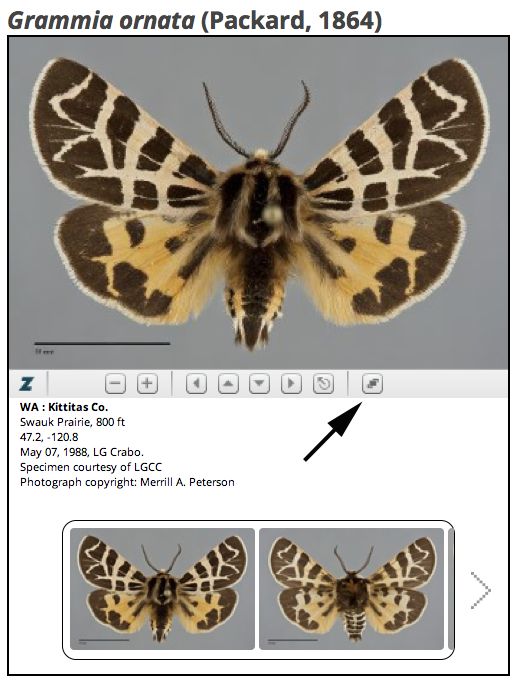 Grammia ornata (Packard, 1864)
Z
WA : Kittitas Co.
Swauk Prairie, 800 ft
47.2, -120.8
May 07, 1988, LG Crabo.
Specimen courtesy of LGCC
Photograph copyright: Merrill A. Peterson